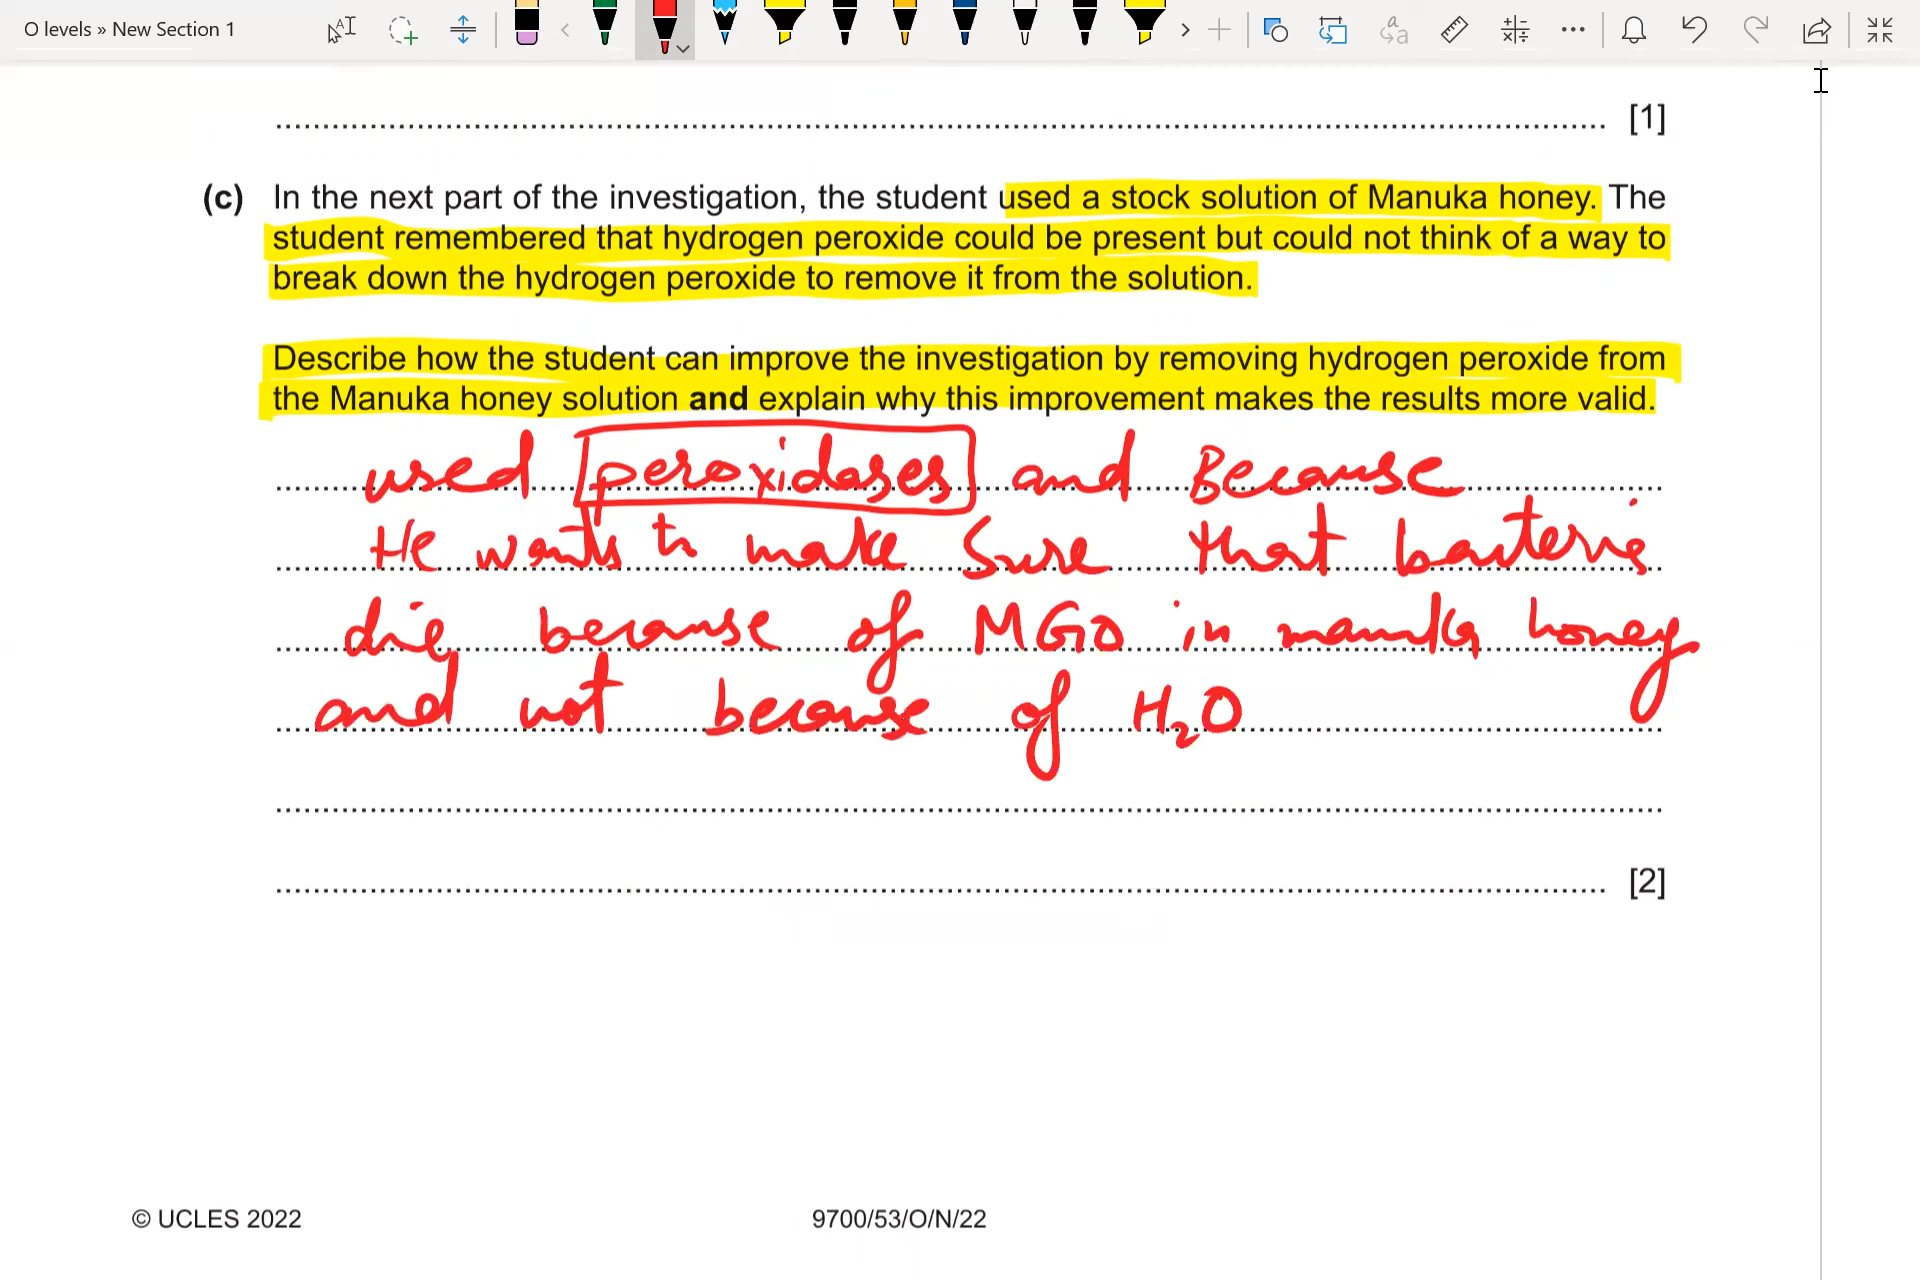 O levels » New Section 1
[1]
(c) In the next part of the investigation, the student used a stock solution of Manuka honey. The
student remembered that hydrogen peroxide could be present but could not think of a way to
break down the hydrogen peroxide to remove it from the solution.
Describe how the student can improve the investigation by removing hydrogen peroxide from
the Manuka honey solution and explain why this improvement makes the results more valid.
used peroxidases and Because
He wants to make Sure that bacteria
die because of MGO in manuka honey
and not because of H₂O
[2]
© UCLES 2022 9700/53/O/N/22